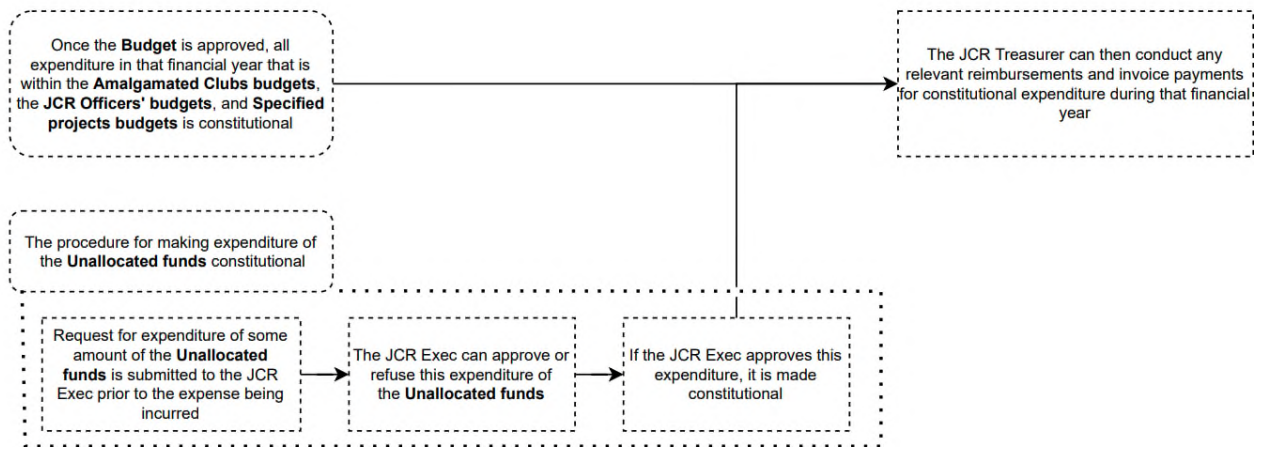 Once the Budget is approved, all
expenditure in that financial year that is
within the Amalgamated Clubs budgets,
the JCR Officers' budgets, and Specified
projects budgets is constitutional
The JCR Treasurer can then conduct any
relevant reimbursements and invoice payments
for constitutional expenditure during that financial
year
The procedure for making expenditure of
the Unallocated funds constitutional
Request for expenditure of some
amount of the Unallocated
funds is submitted to the JCR
Exec prior to the expense being
incurred
The JCR Exec can approve or
refuse this expenditure of
the Unallocated funds
If the JCR Exec approves this
expenditure, it is made
constitutional